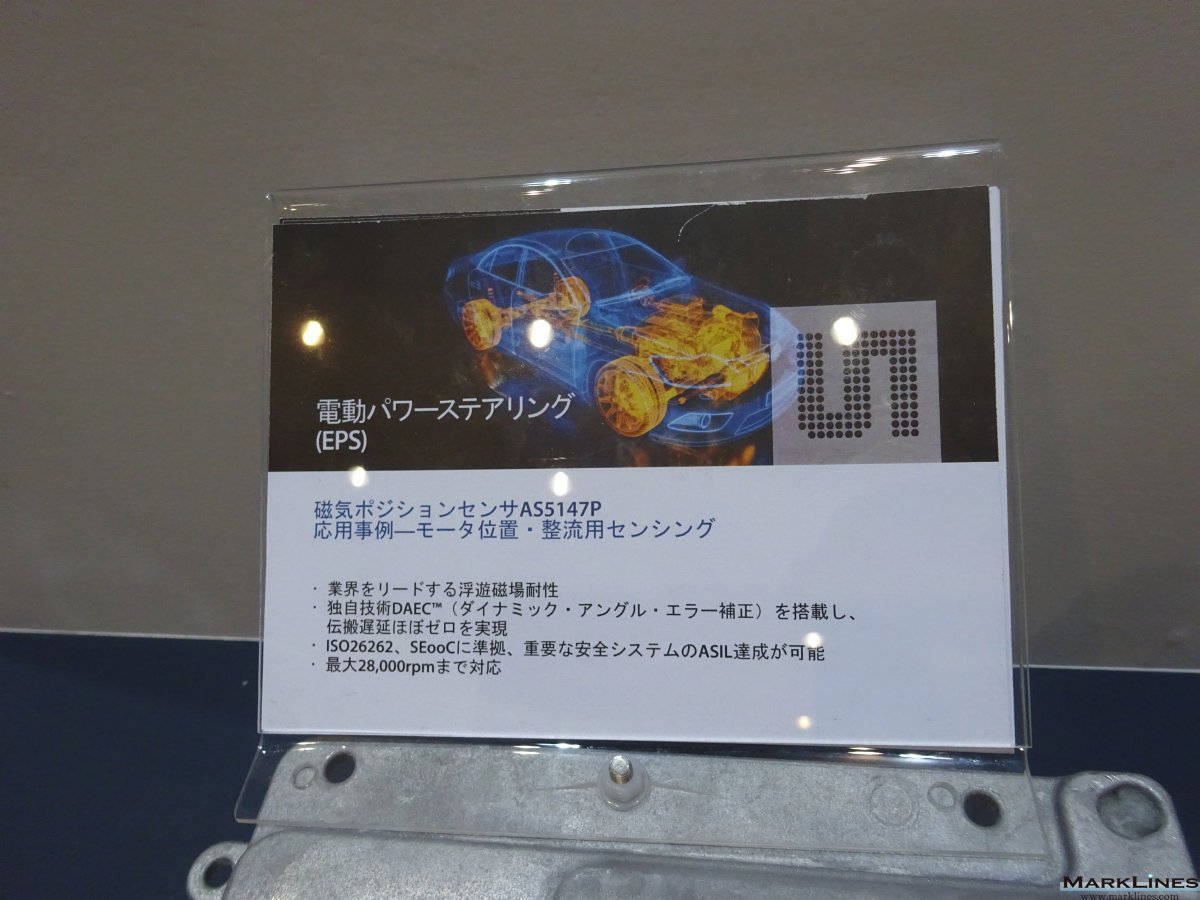 電動パワーステアリング
(EPS)
磁気ポジションセンサAS5147P
応用事例―モータ位置・整流用センシング
・ 業界をリードする浮遊磁場耐性
・ 独自技術DAEC™（ダイナミック・アングル・エラー補正）を搭載し、
伝搬遅延ほぼゼロを実現
・ ISO26262、SEooCに準拠、重要な安全システムのASIL達成が可能
・ 最大28,000rpmまで対応
MARKLINES
www.marklines.com